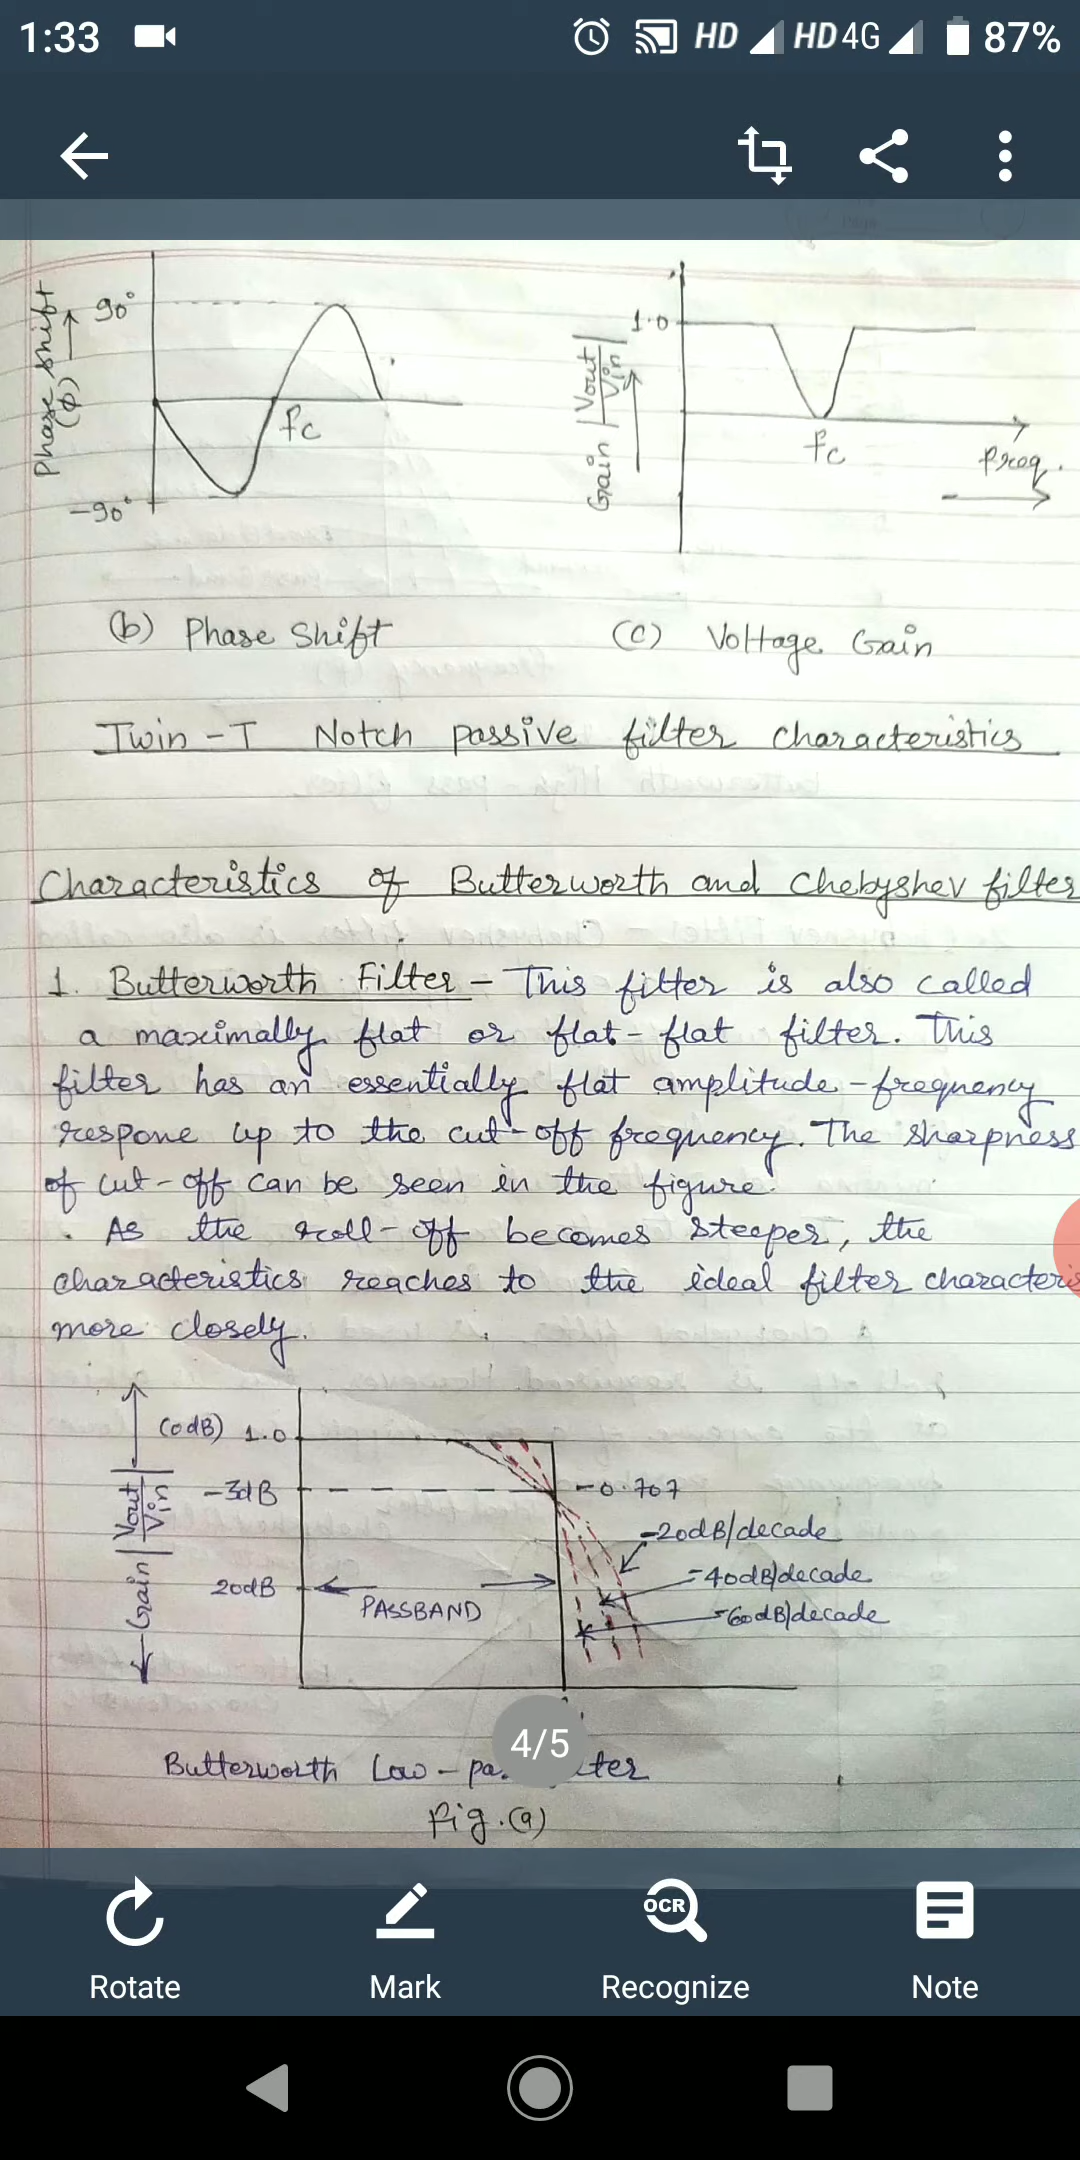 1:33 HD HD 4G 87%
90°
Phase Shift (φ)
fc
-90°
1.0
Gain |Vout/Vin|
fc
freq.
(b) Phase Shift (C) Voltage Gain
Twin-T Notch passive filter characteristics
Characteristics of Butterworth and Chebyshev filter
1. Butterworth Filter - This filter is also called
a maximally flat or flat-flat filter. This
filter has an essentially flat amplitude-frequency
respone up to the cut-off frequency. The sharpness
of cut-off can be seen in the figure.
As the roll-off becomes steeper, the
characteristics reaches to the ideal filter characteris
more closely.
(0dB) 1.0
-3dB -0.707
Gain |Vout/Vin|
-20dB/decade
20dB -40dB/decade
PASSBAND -60dB/decade
4/5
Butterworth Low-pa ter
Fig.(a)
OCR
Rotate Mark Recognize Note